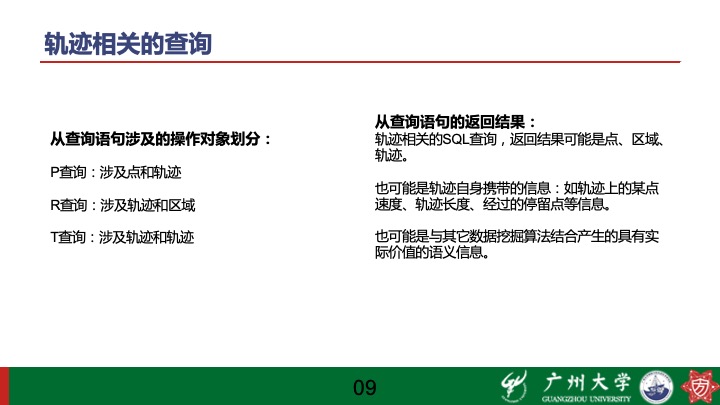 轨迹相关的查询
从查询语句涉及的操作对象划分：
P查询：涉及点和轨迹
R查询：涉及轨迹和区域
T查询：涉及轨迹和轨迹
从查询语句的返回结果：
轨迹相关的SQL查询，返回结果可能是点、区域、
轨迹。
也可能是轨迹自身携带的信息：如轨迹上的某点
速度、轨迹长度、经过的停留点等信息。
也可能是与其它数据挖掘算法结合产生的具有实
际价值的语义信息。
09
广州大学
GUANGZHOU UNIVERSITY